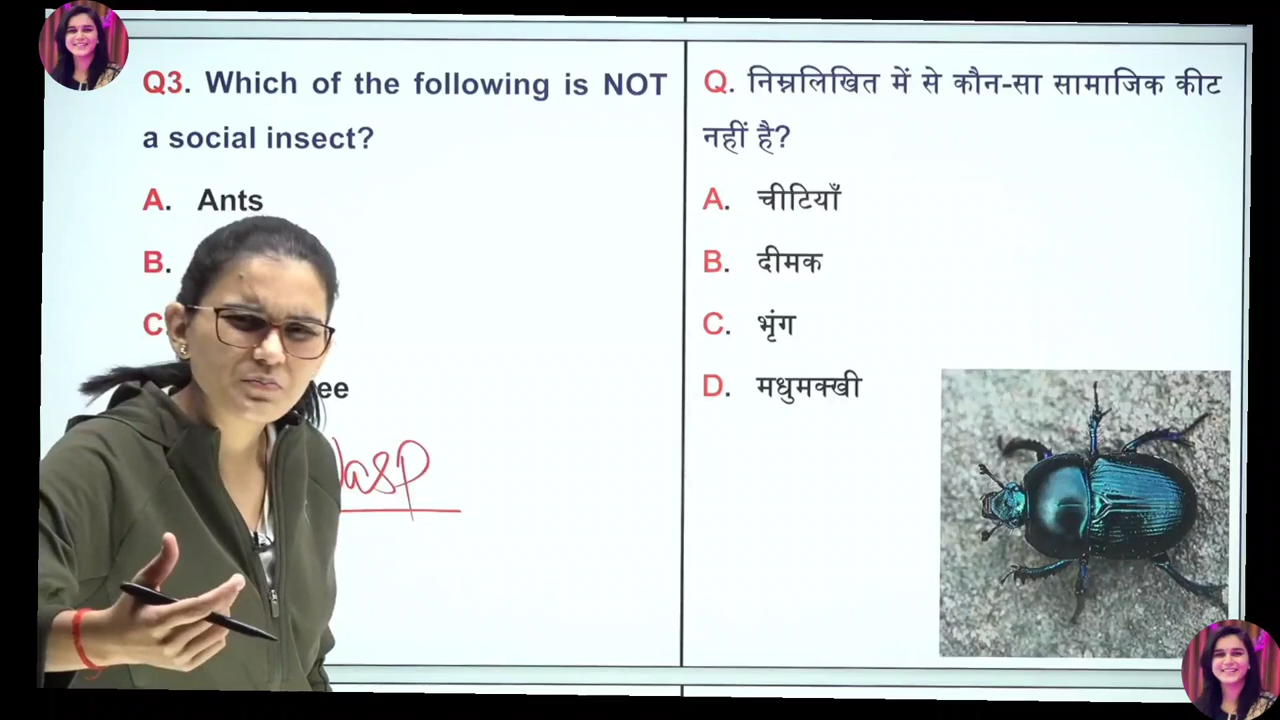 Q3. Which of the following is NOT
a social insect?
A. Ants
B.
C
ee
asp
Q. निम्नलिखित में से कौन-सा सामाजिक कीट
नहीं है?
A. चीटियाँ
B. दीमक
C. भृंग
D. मधुमक्खी